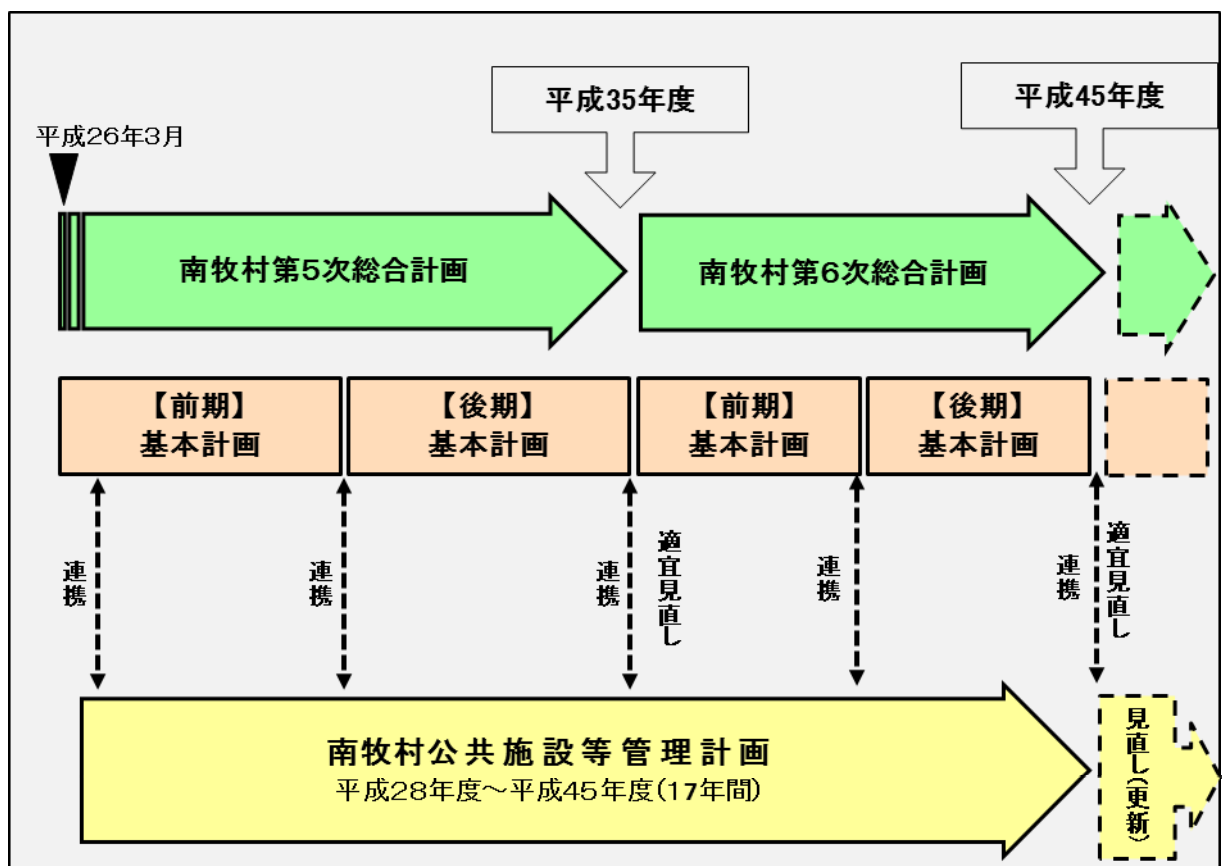 平成35年度
平成45年度
平成26年3月
南牧村第5次総合計画
南牧村第6次総合計画
【前期】
基本計画
【後期】
基本計画
【前期】
基本計画
【後期】
基本計画
連携
連携
連携
適宜見直し
連携
連携
適宜見直し
南牧村公共施設等管理計画
平成28年度～平成45年度(17年間)
見直し(更新)